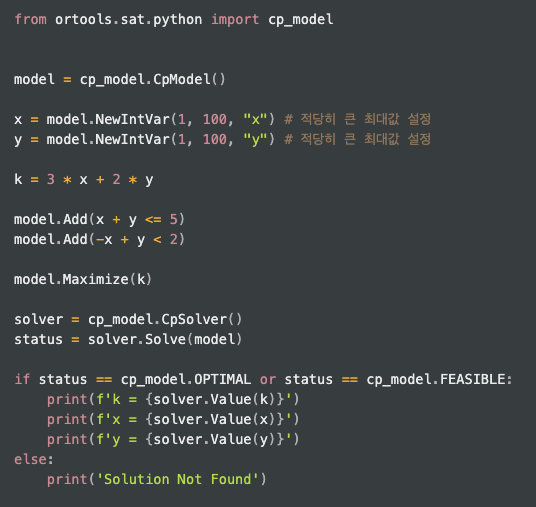 from ortools.sat.python import cp_model
model = cp_model.CpModel()
x = model.NewIntVar(1, 100, "x") # 적당히 큰 최대값 설정
y = model.NewIntVar(1, 100, "y") # 적당히 큰 최대값 설정
k = 3 * x + 2 * y
model.Add(x + y <= 5)
model.Add(-x + y < 2)
model.Maximize(k)
solver = cp_model.CpSolver()
status = solver.Solve(model)
if status == cp_model.OPTIMAL or status == cp_model.FEASIBLE:
    print(f'k = {solver.Value(k)}')
    print(f'x = {solver.Value(x)}')
    print(f'y = {solver.Value(y)}')
else:
    print('Solution Not Found')